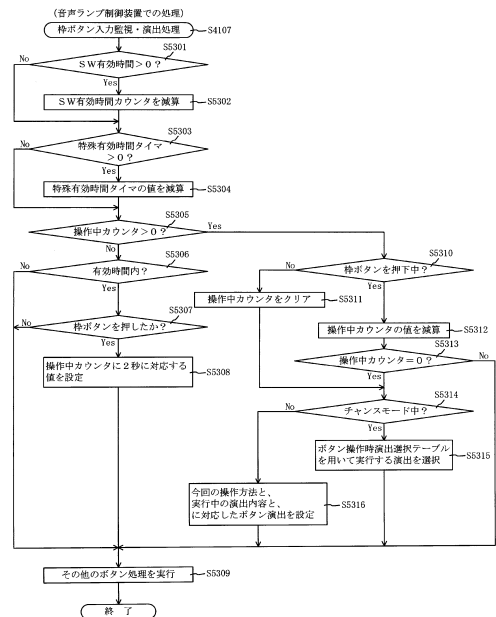 (音声ランプ制御装置での処理)
枠ボタン入力監視・演出処理
S4107
S5301
SW有効時間>0?
No
Yes
SW有効時間カウンタを減算
S5302
S5303
特殊有効時間タイマ
>0?
No
Yes
特殊有効時間タイマの値を減算
S5304
S5305
操作中カウンタ>0?
Yes
No
S5306
有効時間内?
No
Yes
S5307
枠ボタンを押したか?
No
Yes
操作中カウンタに2秒に対応する
値を設定
S5308
S5310
枠ボタンを押下中?
No
Yes
操作中カウンタをクリア
S5311
操作中カウンタの値を減算
S5312
S5313
操作中カウンタ=0?
No
Yes
S5314
チャンスモード中?
No
Yes
ボタン操作時演出選択テーブル
を用いて実行する演出を選択
S5315
今回の操作方法と、
実行中の演出内容と、
に対応したボタン演出を設定
S5316
その他のボタン処理を実行
S5309
終了